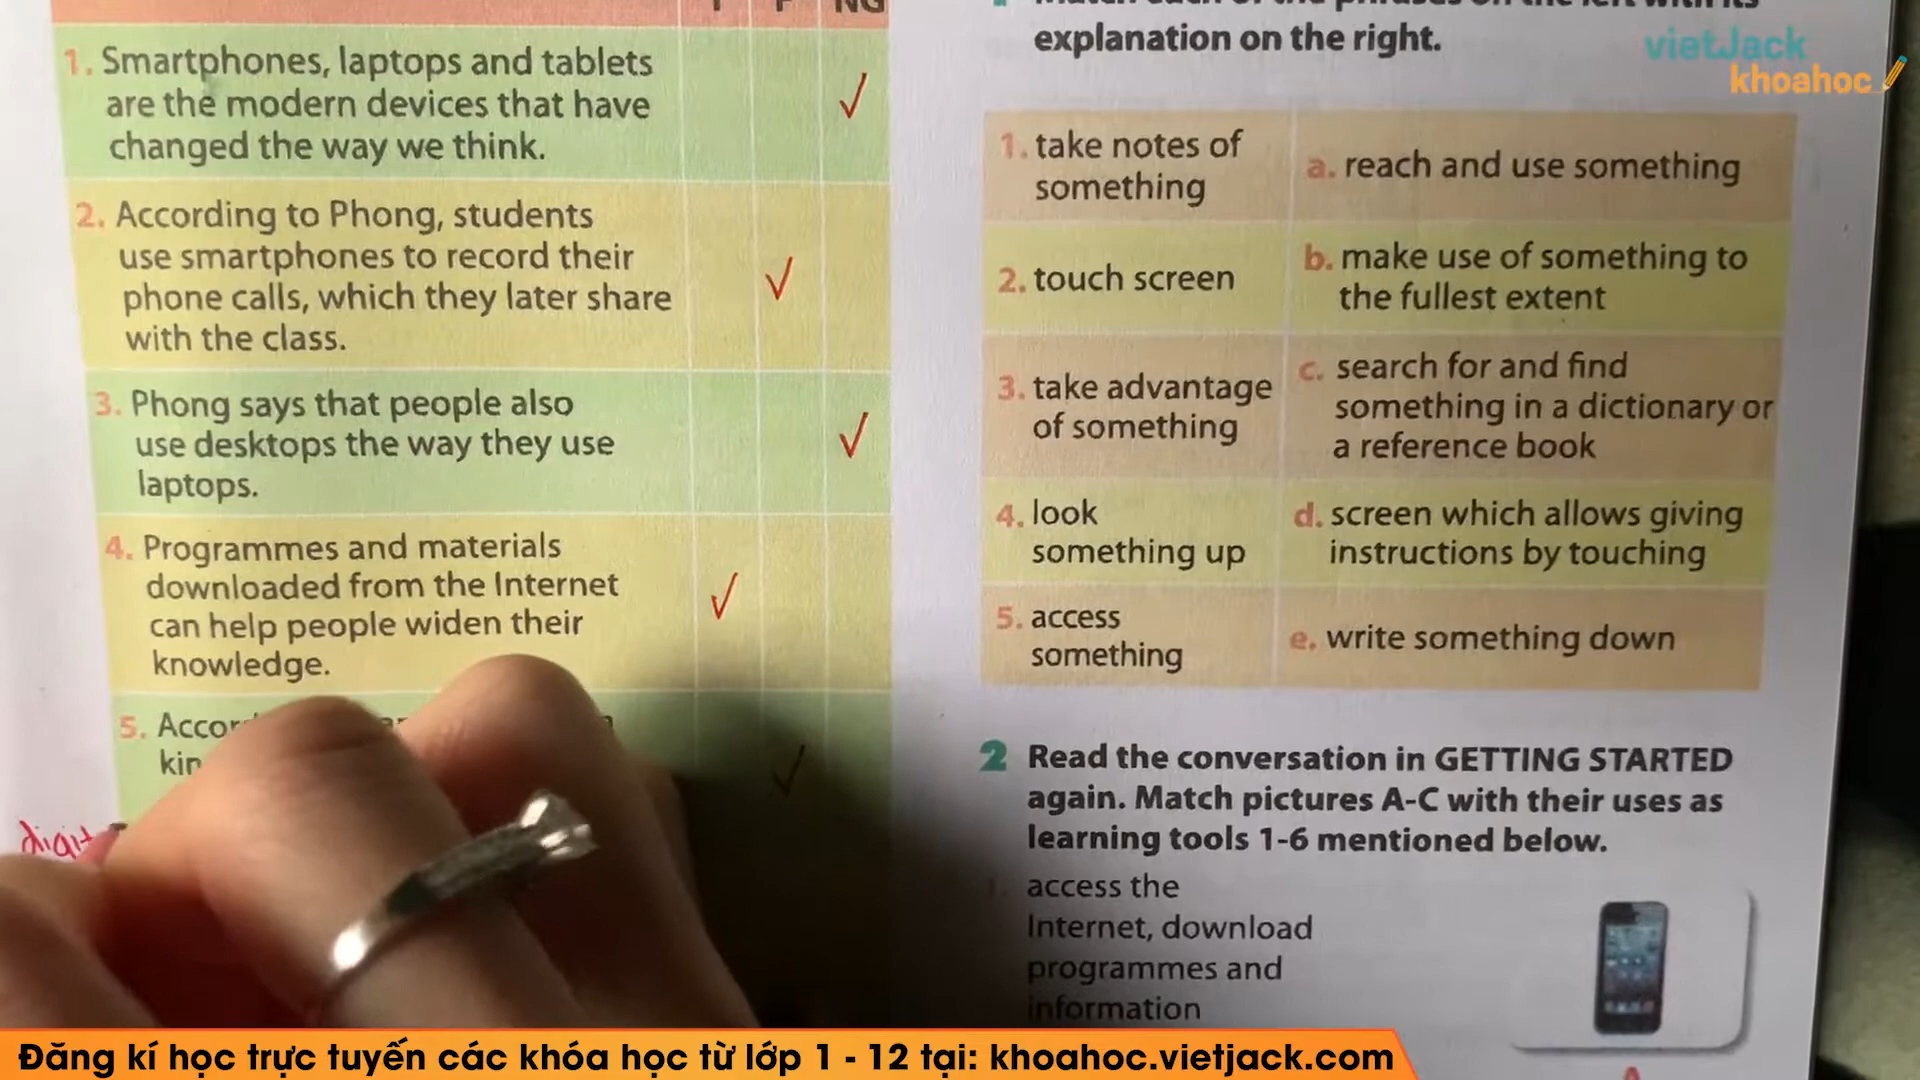 NG
1. Smartphones, laptops and tablets
are the modern devices that have
changed the way we think.
2. According to Phong, students
use smartphones to record their
phone calls, which they later share
with the class.
3. Phong says that people also
use desktops the way they use
laptops.
4. Programmes and materials
downloaded from the Internet
can help people widen their
knowledge.
5.
explanation on the right.
vietJack
khoahoc
1. take notes of
something
a. reach and use something
2. touch screen
b. make use of something to
the fullest extent
3. take advantage
of something
c. search for and find
something in a dictionary or
a reference book
4. look
something up
d. screen which allows giving
instructions by touching
5. access
something
e. write something down
2 Read the conversation in GETTING STARTED
again. Match pictures A-C with their uses as
learning tools 1-6 mentioned below.
1. access the
Internet, download
programmes and
information
Đăng kí học trực tuyến các khóa học từ lớp 1 - 12 tại: khoahoc.vietjack.com